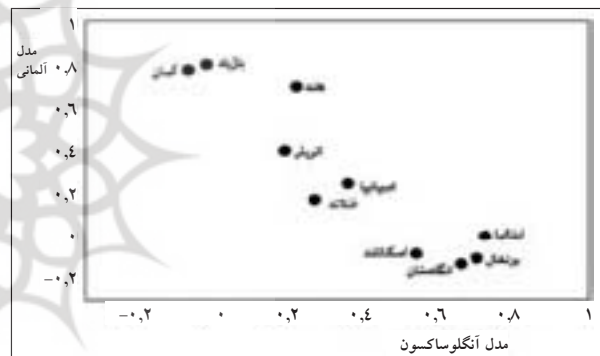 ۱
مدل
آلمانی ۰,۸
۰,۶
۰,۴
۰,۲
۰
−۰,۲
بلژیک
آلمان
هلند
اتریش
اسپانیا
ایتالیا
پرتغال
انگلستان
اسکاتلند
−۰,۲ ۰ ۰,۲ ۰,۴ ۰,۶ ۰,۸ ۱
مدل آنگلوساکسون